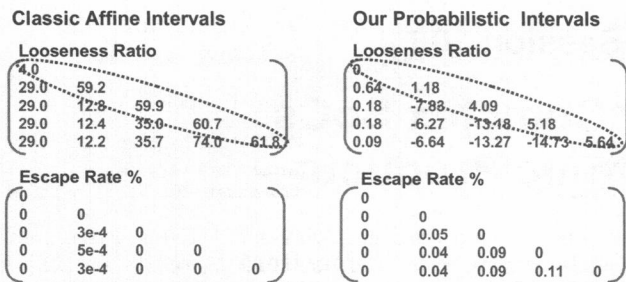 Classic Affine Intervals
Looseness Ratio
4.0
29.0 59.2
29.0 12.8 59.9
29.0 12.4 35.0 60.7
29.0 12.2 35.7 74.0 61.8
Escape Rate %
0
0 0
0 3e-4 0
0 5e-4 0 0
0 3e-4 0 0 0
Our Probabilistic Intervals
Looseness Ratio
0
0.64 1.18
0.18 -7.83 4.09
0.18 -6.27 -13.18 5.18
0.09 -6.64 -13.27 -14.73 5.64
Escape Rate %
0
0 0
0 0.05 0
0 0.04 0.09 0
0 0.04 0.09 0.11 0